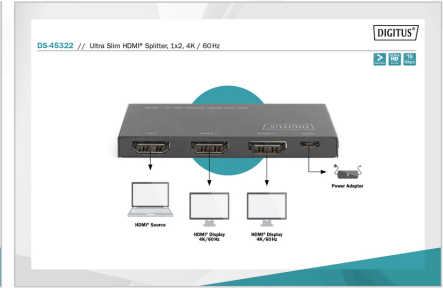 DIGITUS®
DS-45322 // Ultra Slim HDMI® Splitter, 1x2, 4K / 60 Hz
HD
18
Gbps
DIGITUS®
HDMI® Source
HDMI® Display
4K/60Hz
HDMI® Display
4K/60Hz
Power Adapter